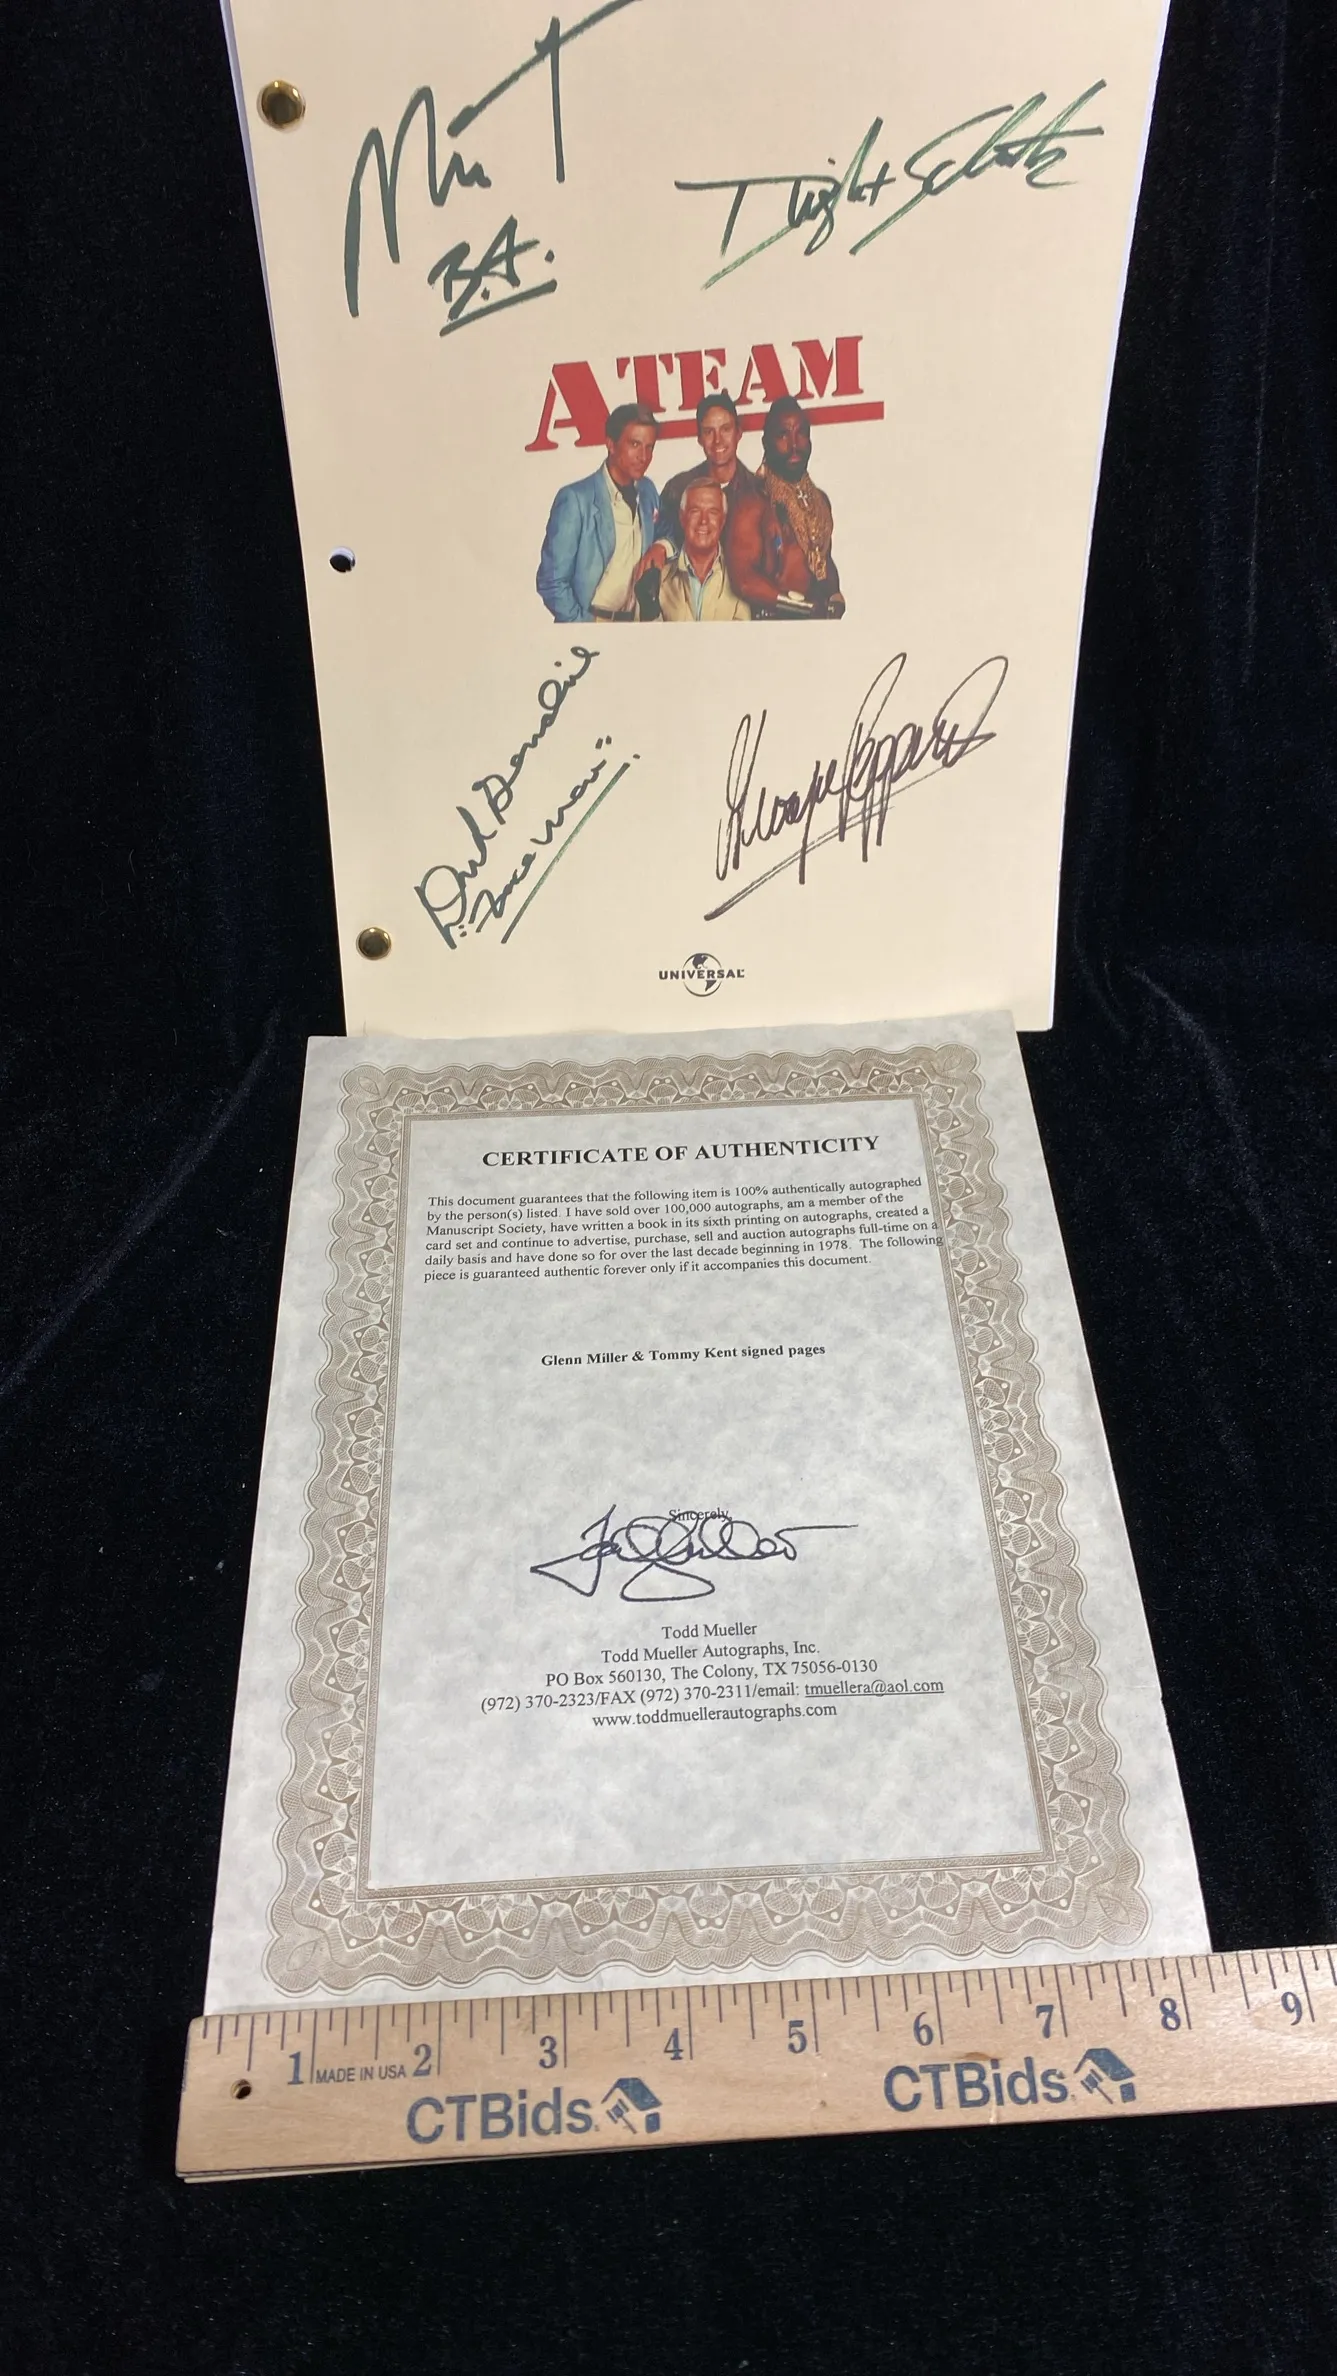 Mr T
B.A.
Dwight Schultz
A TEAM
Dirk Benedict
"Face Man".
George Peppard
UNIVERSAL
CERTIFICATE OF AUTHENTICITY
This document guarantees that the following item is 100% authentically autographed
by the person(s) listed. I have sold over 100,000 autographs, am a member of the
Manuscript Society, have written a book in its sixth printing on autographs, created a
card set and continue to advertise, purchase, sell and auction autographs full-time on a
daily basis and have done so for over the last decade beginning in 1978. The following
piece is guaranteed authentic forever only if it accompanies this document.
Glenn Miller & Tommy Kent signed pages
Sincerely,
Todd Mueller
Todd Mueller Autographs, Inc.
PO Box 560130, The Colony, TX 75056-0130
(972) 370-2323/FAX (972) 370-2311/email: tmuellera@aol.com
www.toddmuellerautographs.com
1 MADE IN USA 2 3 4 5 6 7 8 9
CTBids CTBids